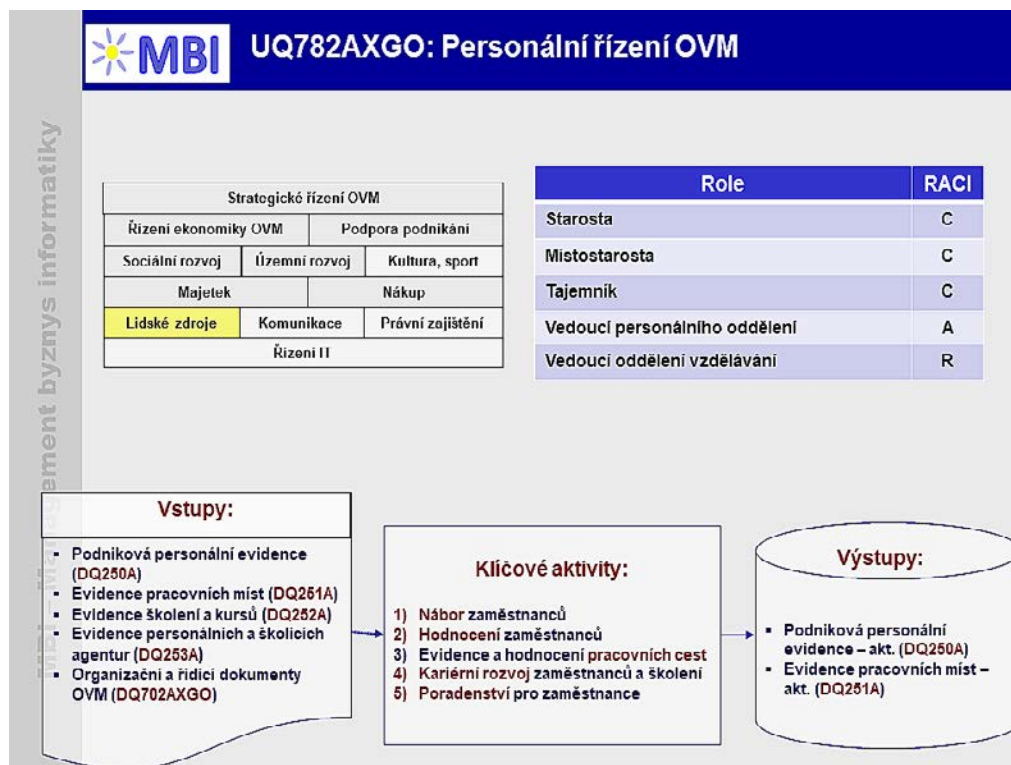 MBI
UQ782AXGO: Personální řízení OVM
MBI – Management byznys informatiky
Strategické řízení OVM
Řízení ekonomiky OVM
Podpora podnikání
Sociální rozvoj
Územní rozvoj
Kultura, sport
Majetek
Nákup
Lidské zdroje
Komunikace
Právní zajištění
Řízení IT
Role RACI
Starosta C
Místostarosta C
Tajemník C
Vedoucí personálního oddělení A
Vedoucí oddělení vzdělávání R
Vstupy:
▪ Podniková personální evidence
(DQ250A)
▪ Evidence pracovních míst (DQ251A)
▪ Evidence školení a kursů (DQ252A)
▪ Evidence personálních a školicích
agentur (DQ253A)
▪ Organizační a řídicí dokumenty
OVM (DQ702AXGO)
Klíčové aktivity:
1) Nábor zaměstnanců
2) Hodnocení zaměstnanců
3) Evidence a hodnocení pracovních cest
4) Kariérní rozvoj zaměstnanců a školení
5) Poradenství pro zaměstnance
Výstupy:
▪ Podniková personální
evidence – akt. (DQ250A)
▪ Evidence pracovních míst –
akt. (DQ251A)